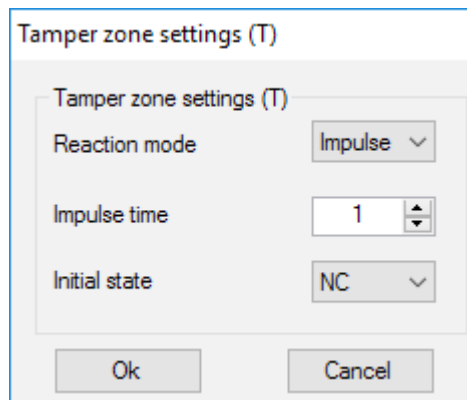 Tamper zone settings (T)
Tamper zone settings (T)
Reaction mode Impulse
Impulse time 1
Initial state NC
Ok Cancel